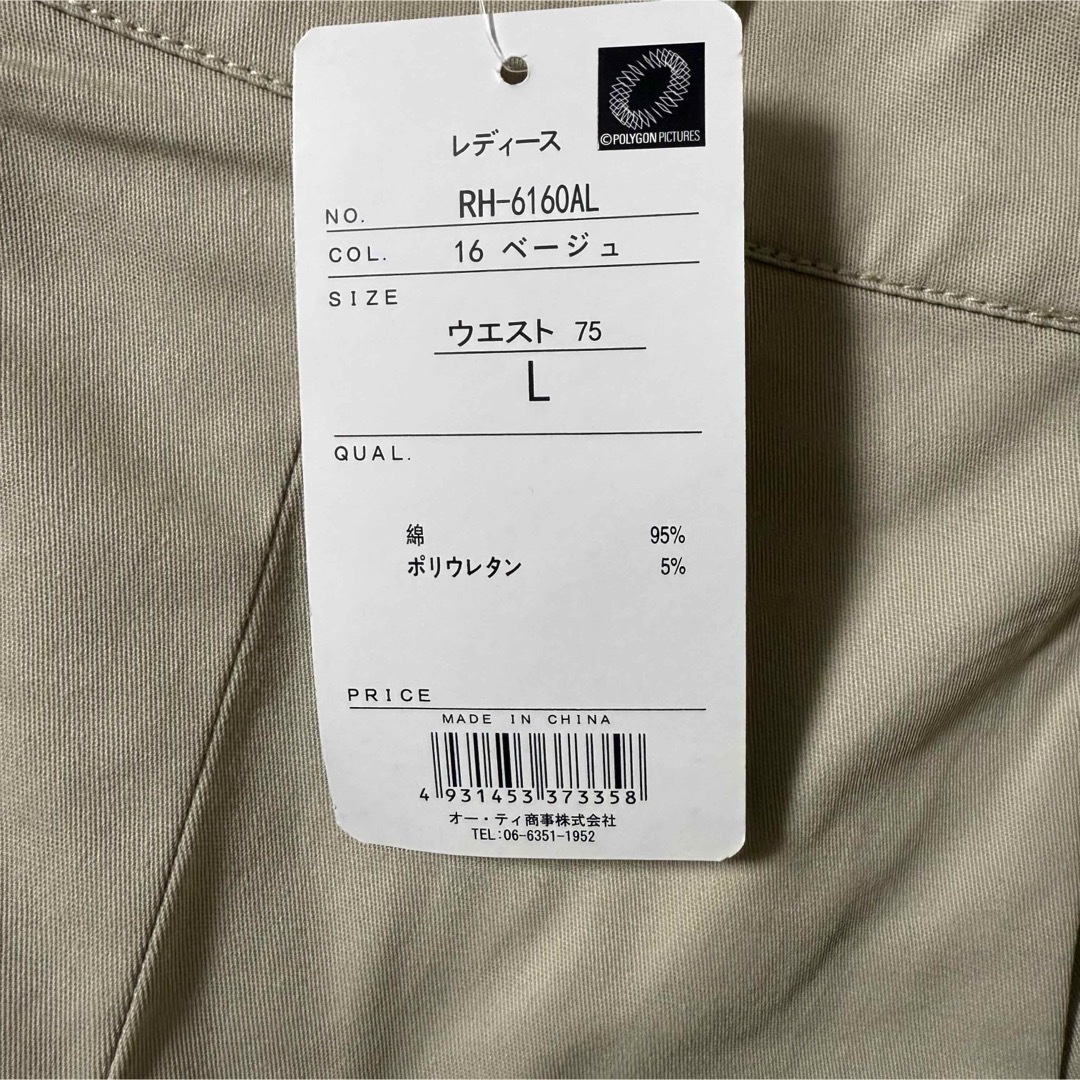 ©POLYGON PICTURES
レディース
NO. RH-6160AL
COL. 16 ベージュ
SIZE
ウエスト 75
L
QUAL.
綿 95%
ポリウレタン 5%
PRICE
MADE IN CHINA
4 931453 373358
オー・ティ商事株式会社
TEL:06-6351-1952